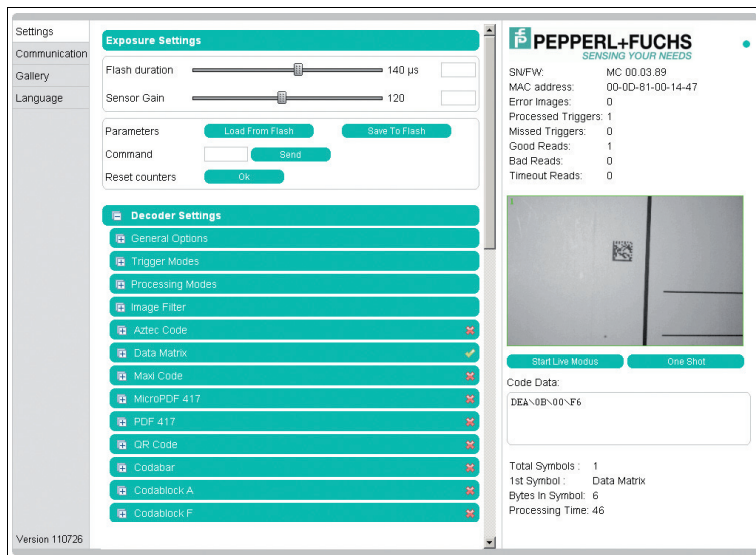 Settings
Communication
Gallery
Language
Version 110726
Exposure Settings
Flash duration 140 µs
Sensor Gain 120
Parameters Load From Flash Save To Flash
Command Send
Reset counters Ok
Decoder Settings
General Options
Trigger Modes
Processing Modes
Image Filter
Aztec Code
Data Matrix
Maxi Code
MicroPDF 417
PDF 417
QR Code
Codabar
Codablock A
Codablock F
PEPPERL+FUCHS
SENSING YOUR NEEDS
SN/FW: MC 00.03.89
MAC address: 00-0D-81-00-14-47
Error Images: 0
Processed Triggers: 1
Missed Triggers: 0
Good Reads: 1
Bad Reads: 0
Timeout Reads: 0
Start Live Modus One Shot
Code Data:
DEA\0B\00\F6
Total Symbols : 1
1st Symbol : Data Matrix
Bytes In Symbol: 6
Processing Time: 46